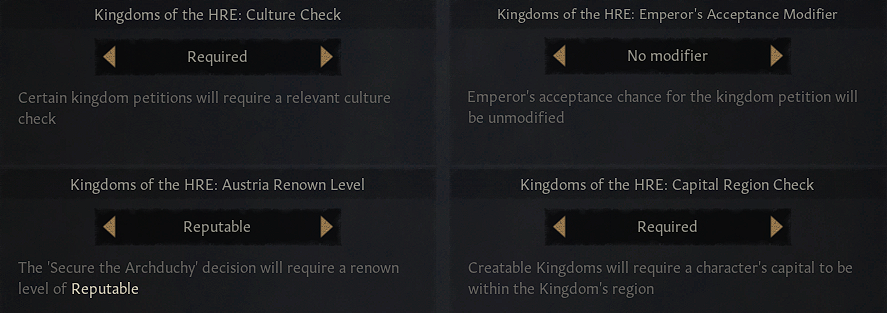 Kingdoms of the HRE: Culture Check
Required
Certain kingdom petitions will require a relevant culture
check
Kingdoms of the HRE: Emperor's Acceptance Modifier
No modifier
Emperor's acceptance chance for the kingdom petition will
be unmodified
Kingdoms of the HRE: Austria Renown Level
Reputable
The 'Secure the Archduchy' decision will require a renown
level of Reputable
Kingdoms of the HRE: Capital Region Check
Required
Creatable Kingdoms will require a character's capital to be
within the Kingdom's region